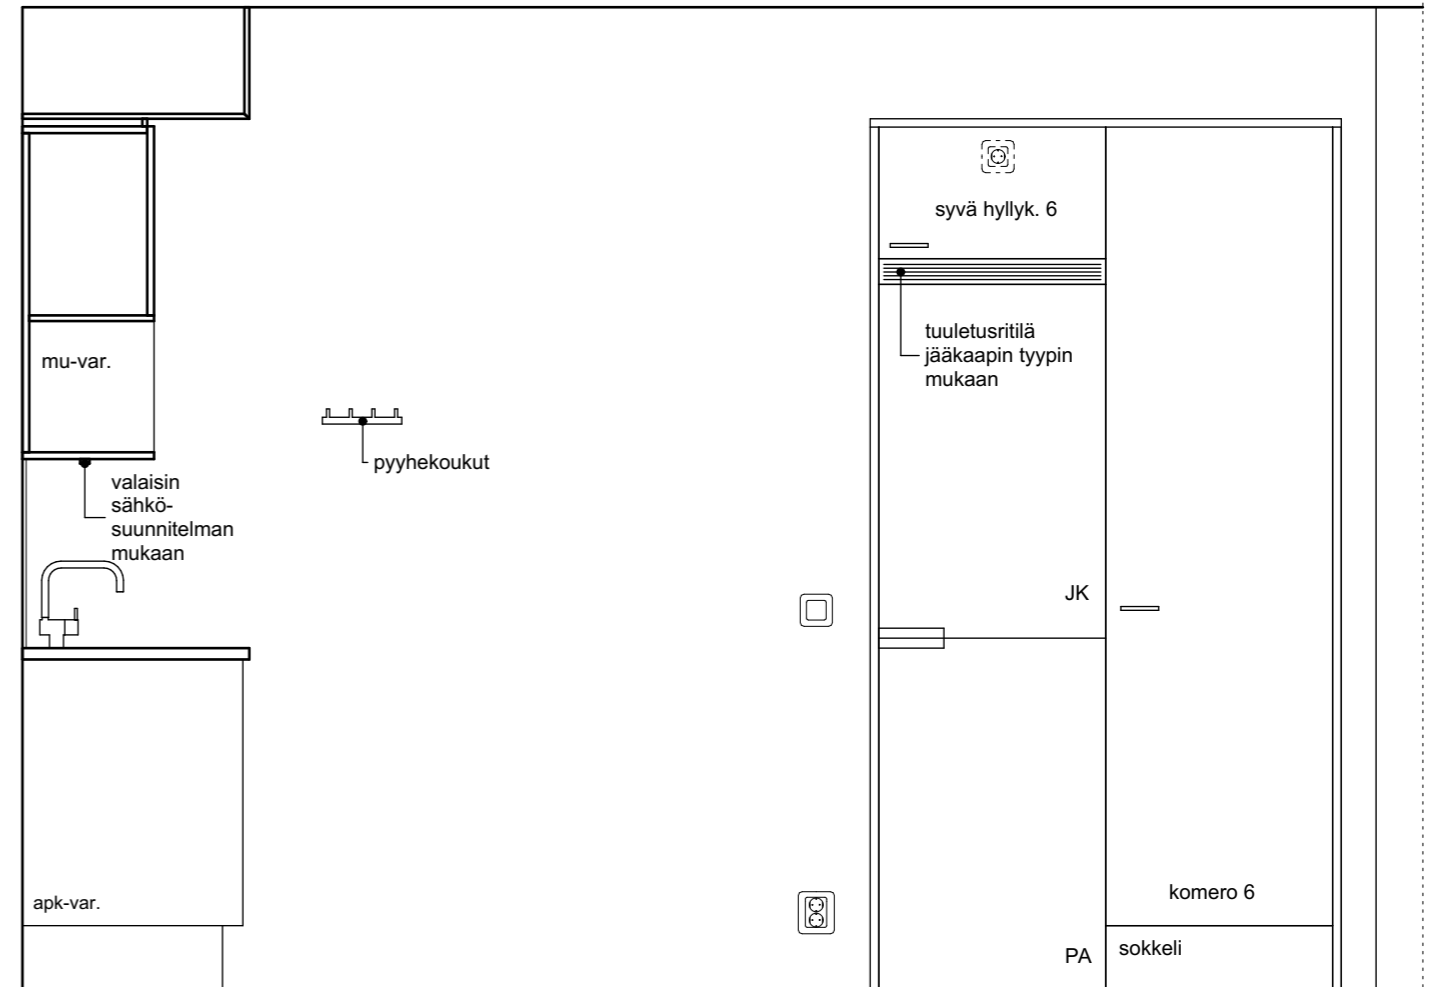 syvä hyllyk. 6
tuuletusritilä
jääkaapin tyypin
mukaan
mu-var.
pyyhekoukut
valaisin
sähkö-
suunnitelman
mukaan
JK
komero 6
apk-var.
PA
sokkeli